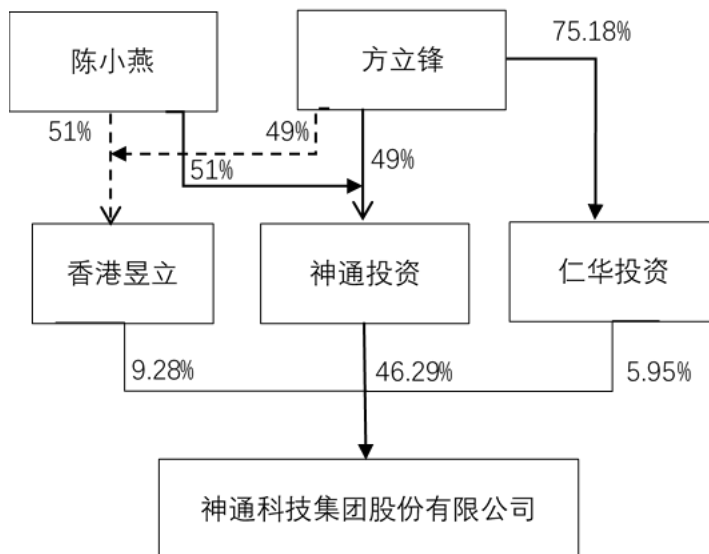 陈小燕
方立锋
75.18%
51%
49%
51%
49%
香港昱立
神通投资
仁华投资
9.28%
46.29%
5.95%
神通科技集团股份有限公司